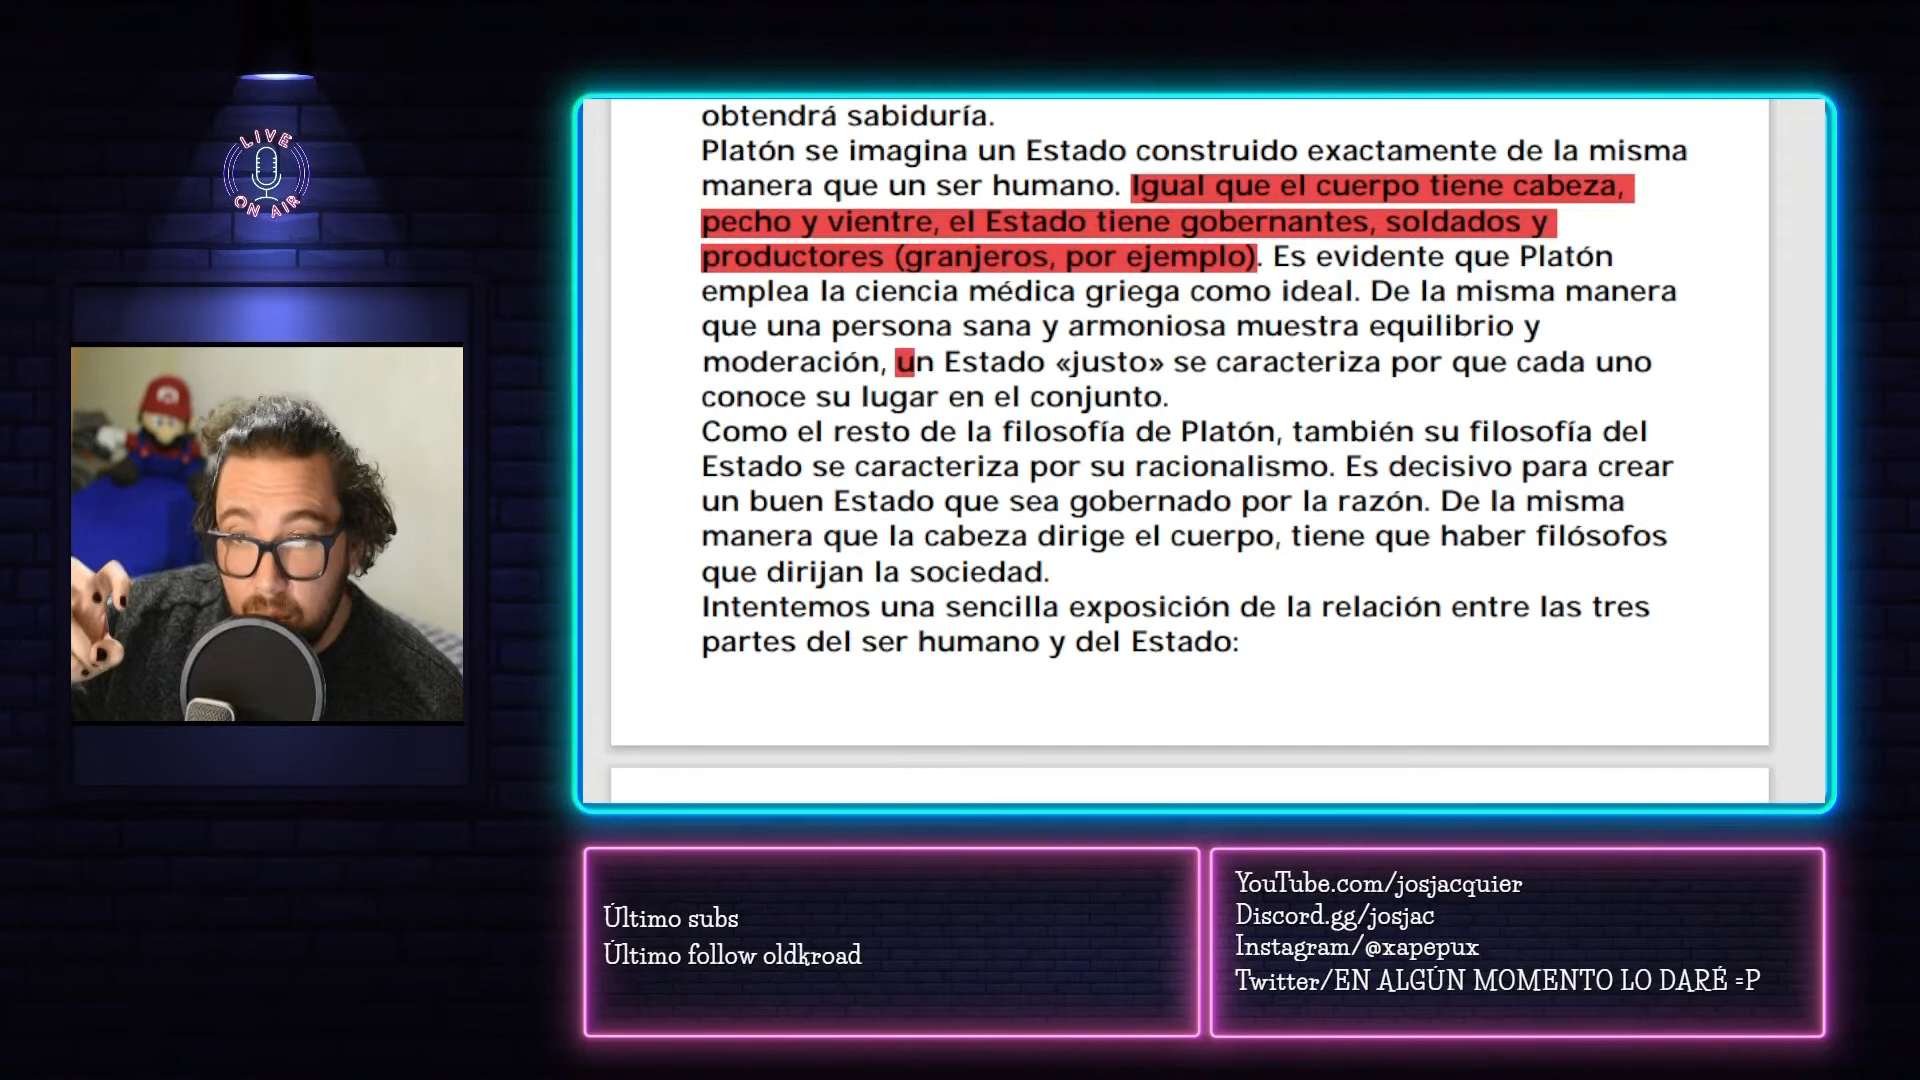 LIVE
ON AIR
obtendrá sabiduría.
Platón se imagina un Estado construido exactamente de la misma
manera que un ser humano. Igual que el cuerpo tiene cabeza,
pecho y vientre, el Estado tiene gobernantes, soldados y
productores (granjeros, por ejemplo). Es evidente que Platón
emplea la ciencia médica griega como ideal. De la misma manera
que una persona sana y armoniosa muestra equilibrio y
moderación, un Estado «justo» se caracteriza por que cada uno
conoce su lugar en el conjunto.
Como el resto de la filosofía de Platón, también su filosofía del
Estado se caracteriza por su racionalismo. Es decisivo para crear
un buen Estado que sea gobernado por la razón. De la misma
manera que la cabeza dirige el cuerpo, tiene que haber filósofos
que dirijan la sociedad.
Intentemos una sencilla exposición de la relación entre las tres
partes del ser humano y del Estado:
Último subs
Último follow oldkroad
YouTube.com/josjacquier
Discord.gg/josjac
Instagram/@xapepux
Twitter/EN ALGÚN MOMENTO LO DARÉ =P